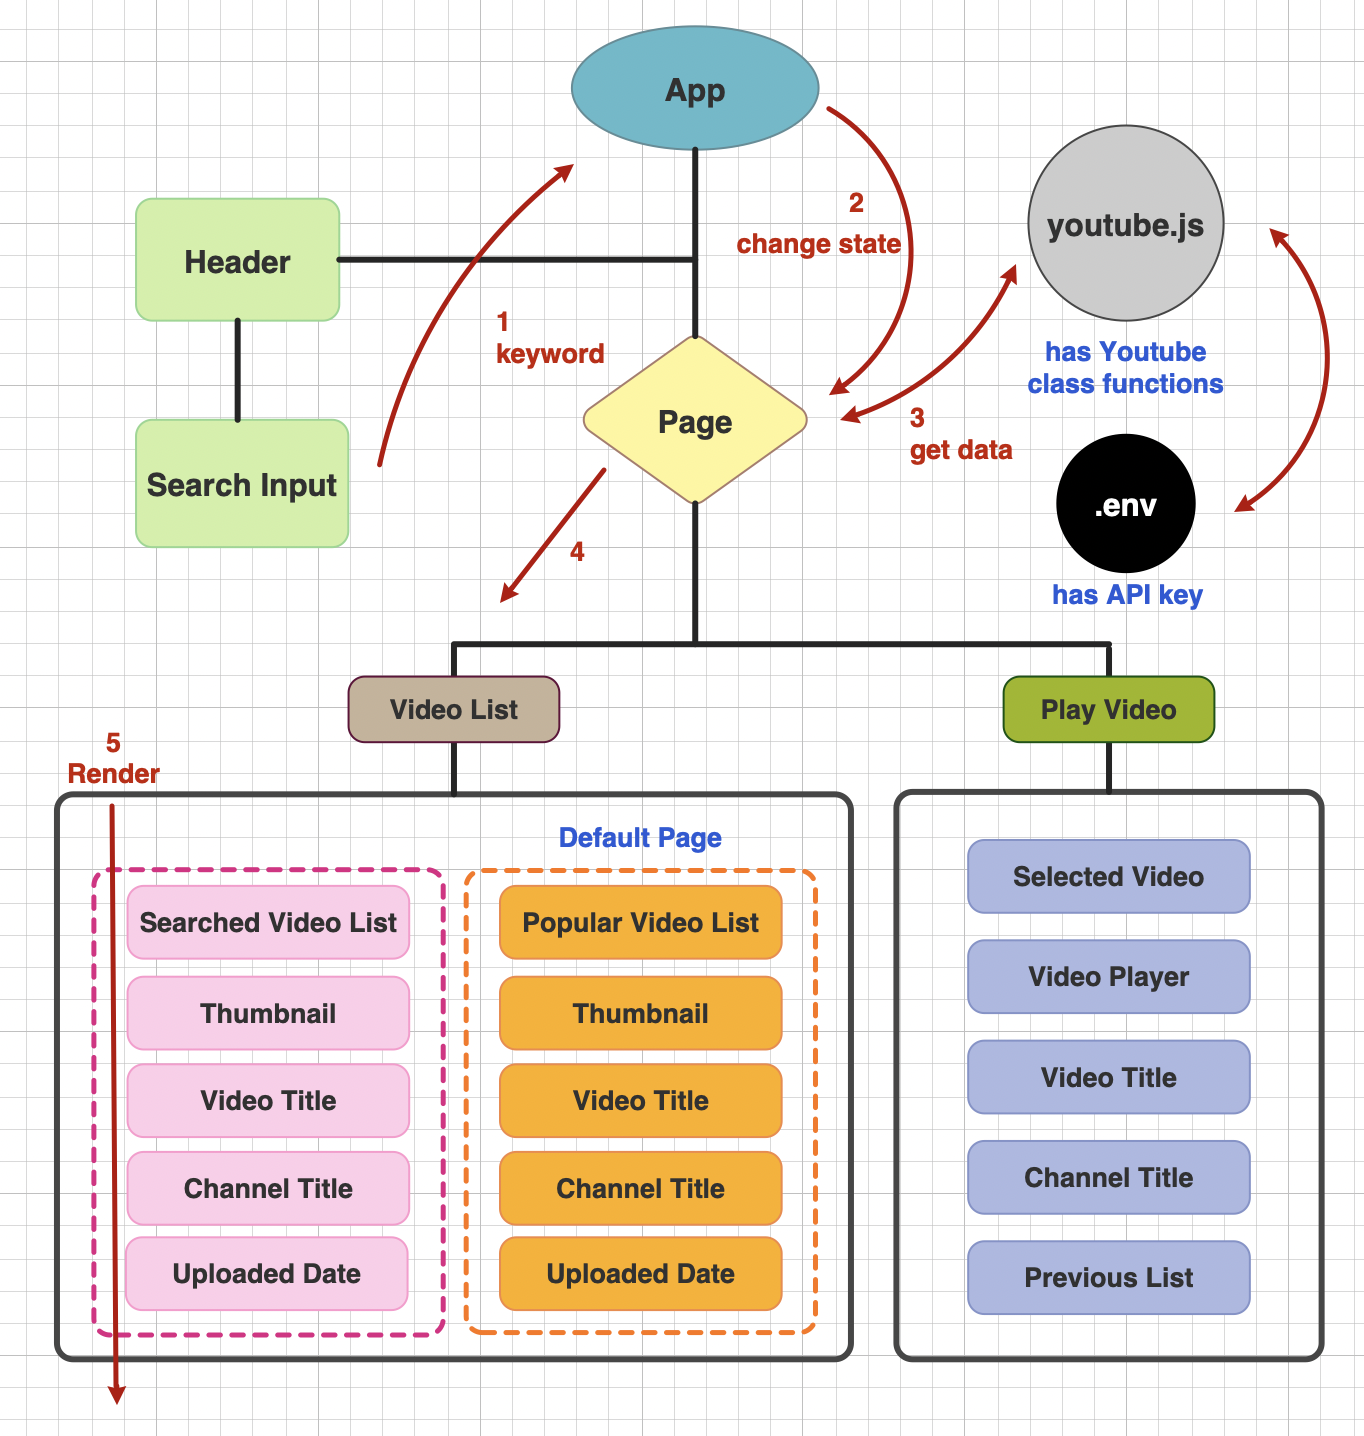 App
2
change state
youtube.js
Header
1
keyword
has Youtube
class functions
Page
3
get data
Search Input
.env
4
has API key
Video List
Play Video
5
Render
Default Page
Searched Video List
Thumbnail
Video Title
Channel Title
Uploaded Date
Popular Video List
Thumbnail
Video Title
Channel Title
Uploaded Date
Selected Video
Video Player
Video Title
Channel Title
Previous List